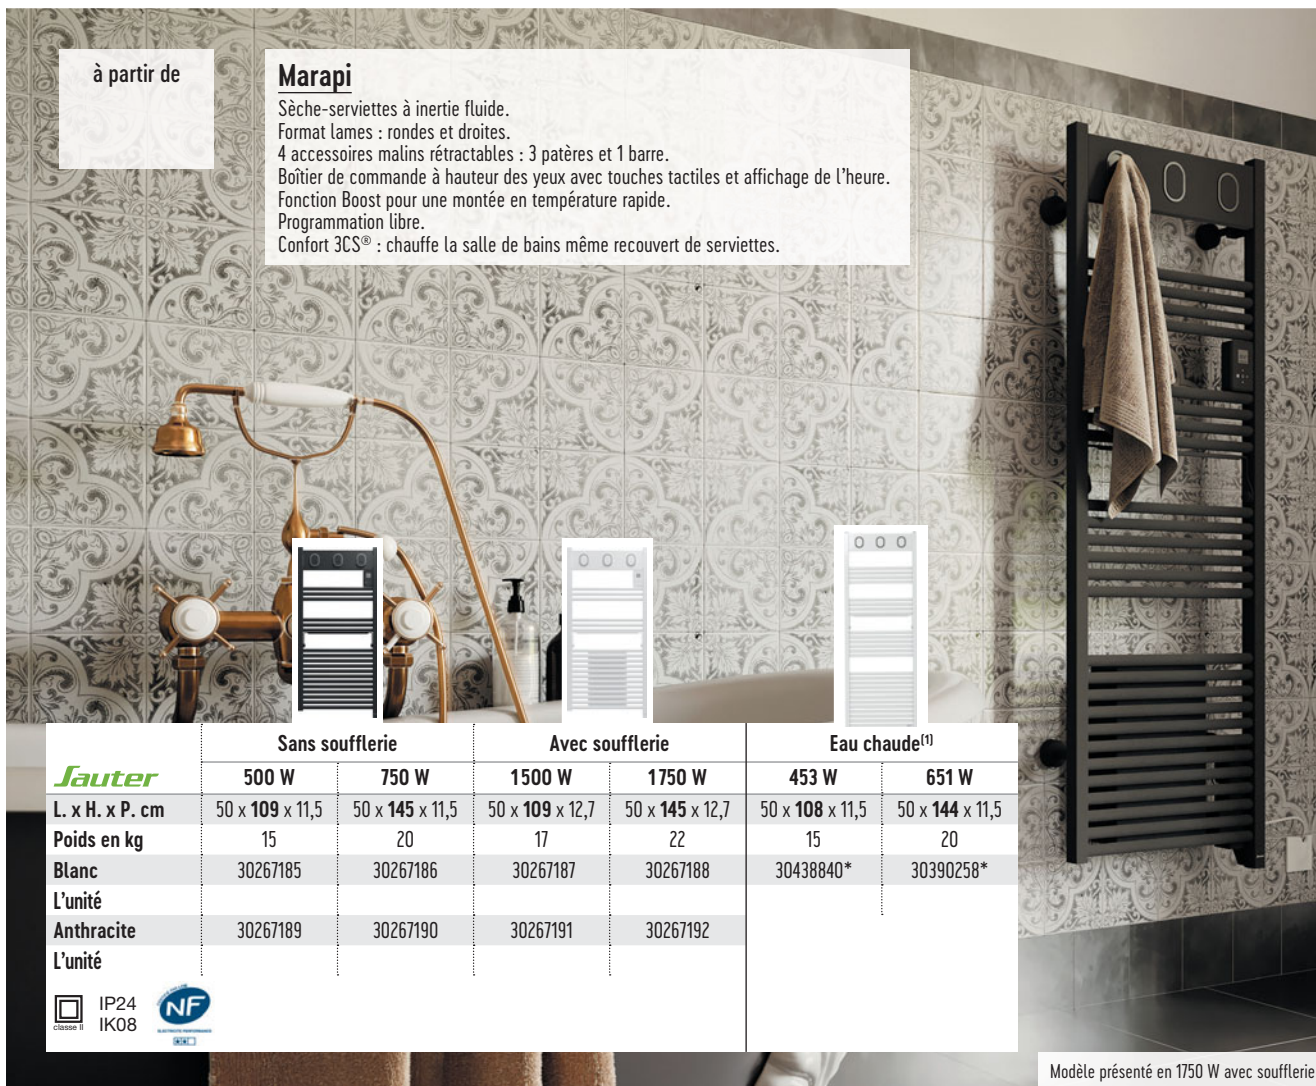 à partir de
Marapi
Sèche-serviettes à inertie fluide.
Format lames : rondes et droites.
4 accessoires malins rétractables : 3 patères et 1 barre.
Boîtier de commande à hauteur des yeux avec touches tactiles et affichage de l'heure.
Fonction Boost pour une montée en température rapide.
Programmation libre.
Confort 3CS® : chauffe la salle de bains même recouvert de serviettes.
Sans soufflerie Avec soufflerie Eau chaude(1)
Sauter 500 W 750 W 1500 W 1750 W 453 W 651 W
L. x H. x P. cm 50 x 109 x 11,5 50 x 145 x 11,5 50 x 109 x 12,7 50 x 145 x 12,7 50 x 108 x 11,5 50 x 144 x 11,5
Poids en kg 15 20 17 22 15 20
Blanc 30267185 30267186 30267187 30267188 30438840* 30390258*
L'unité
Anthracite 30267189 30267190 30267191 30267192
L'unité
classe II
IP24
IK08
NF
ELECTRICITE PERFORMANCE
Modèle présenté en 1750 W avec soufflerie